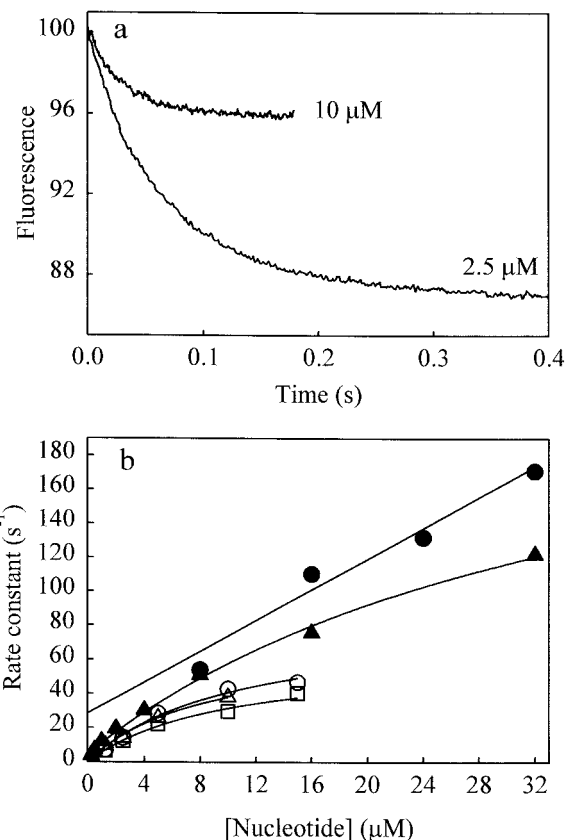 a
100
96
92
88
Fluorescence
10 μM
2.5 μM
0.0 0.1 0.2 0.3 0.4
Time (s)
b
180
160
140
120
100
80
60
40
20
0
Rate constant (s⁻¹)
0 4 8 12 16 20 24 28 32
[Nucleotide] (μM)